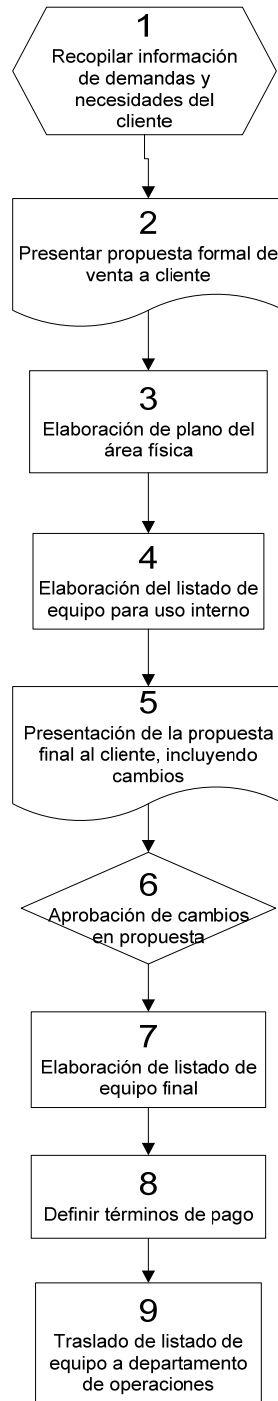 1
Recopilar información
de demandas y
necesidades del
cliente
2
Presentar propuesta formal de
venta a cliente
3
Elaboración de plano del
área física
4
Elaboración del listado de
equipo para uso interno
5
Presentación de la propuesta
final al cliente, incluyendo
cambios
6
Aprobación de cambios
en propuesta
7
Elaboración de listado de
equipo final
8
Definir términos de pago
9
Traslado de listado de
equipo a departamento
de operaciones